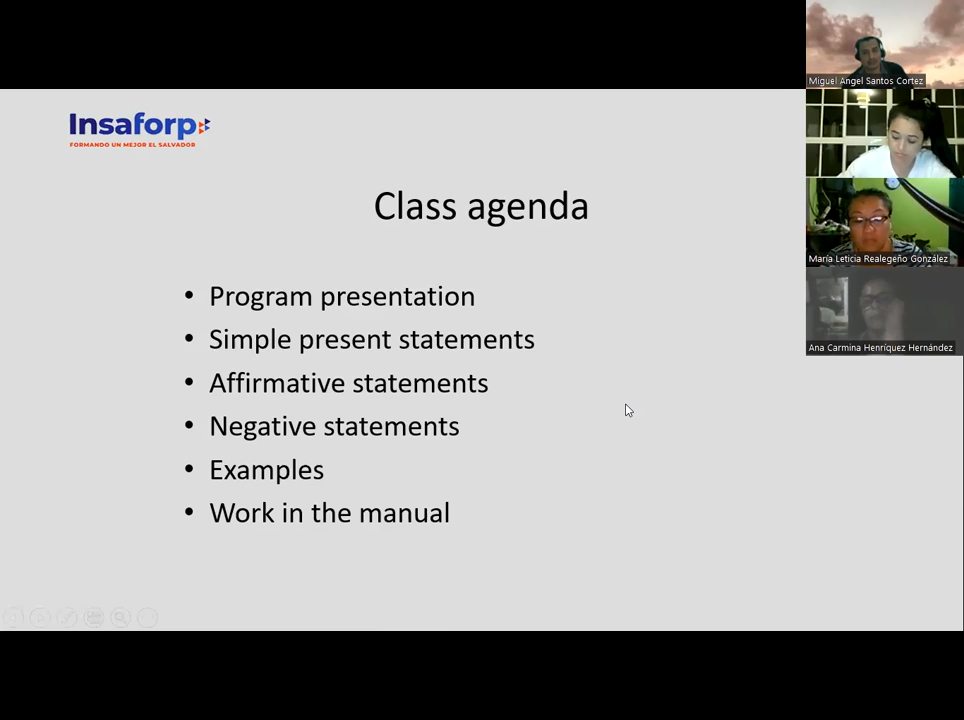 Insaforp
FORMANDO UN MEJOR EL SALVADOR
Class agenda
• Program presentation
• Simple present statements
• Affirmative statements
• Negative statements
• Examples
• Work in the manual
Miguel Angel Santos Cortez
María Leticia Realegeño González
Ana Carmina Henríquez Hernández